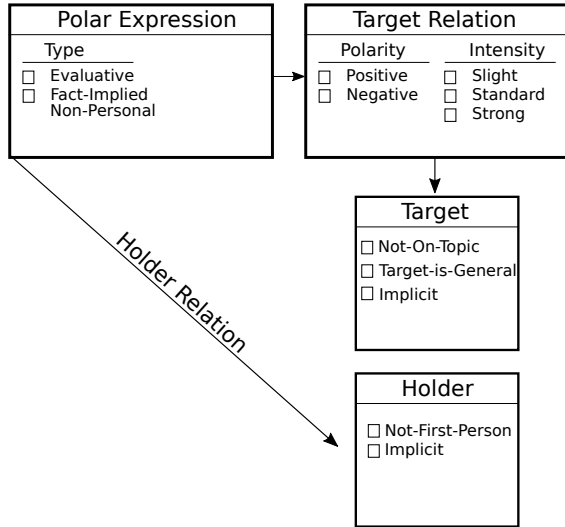 Polar Expression
Type
☐ Evaluative
☐ Fact-Implied
Non-Personal
Target Relation
Polarity
☐ Positive
☐ Negative
Intensity
☐ Slight
☐ Standard
☐ Strong
Target
☐ Not-On-Topic
☐ Target-is-General
☐ Implicit
Holder Relation
Holder
☐ Not-First-Person
☐ Implicit